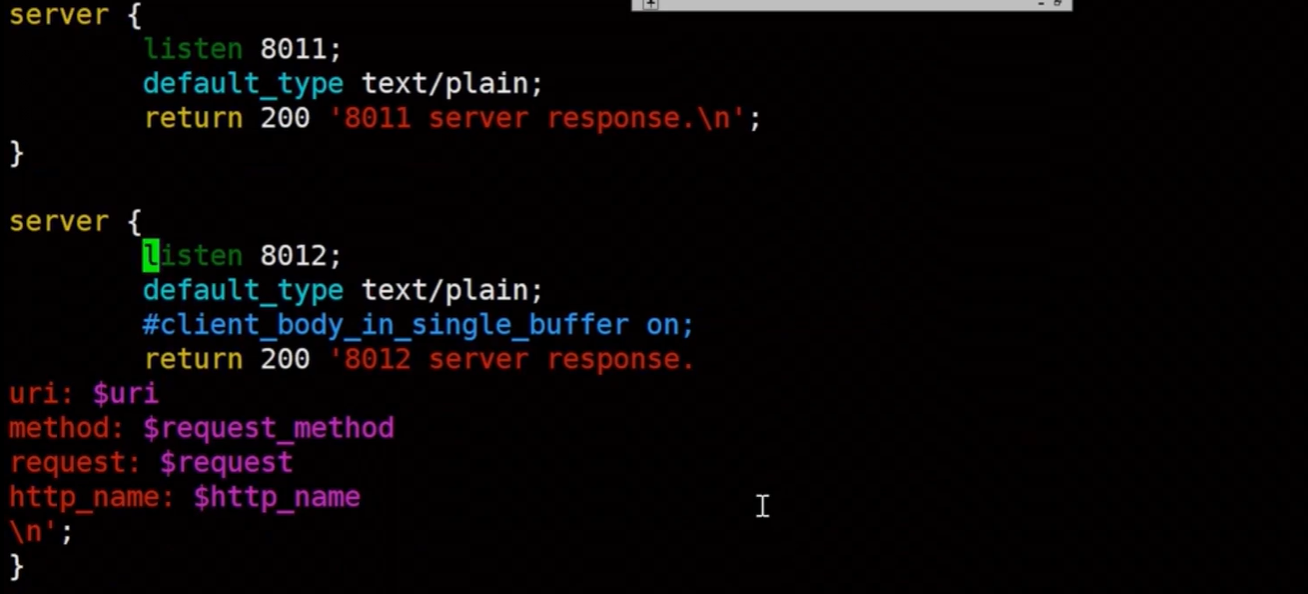 server {
        listen 8011;
        default_type text/plain;
        return 200 '8011 server response.\n';
}

server {
        listen 8012;
        default_type text/plain;
        #client_body_in_single_buffer on;
        return 200 '8012 server response.
uri: $uri
method: $request_method
request: $request
http_name: $http_name
\n';
}